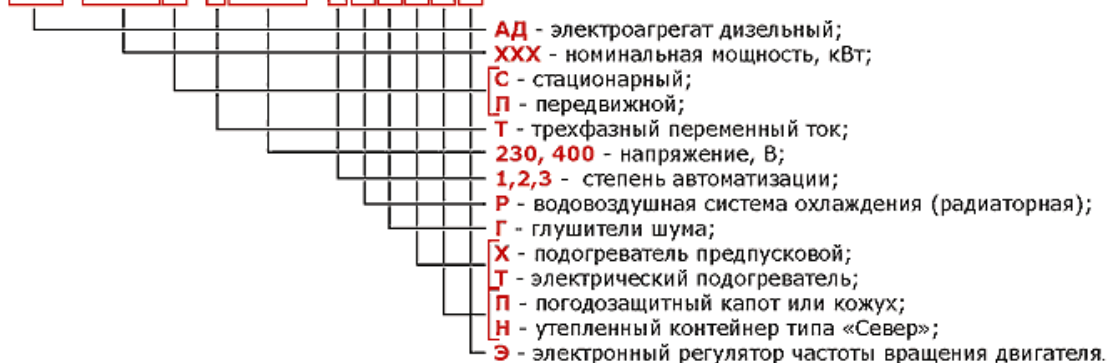 АД - электроагрегат дизельный;
ХХХ - номинальная мощность, кВт;
С - стационарный;
П - передвижной;
Т - трехфазный переменный ток;
230, 400 - напряжение, В;
1,2,3 - степень автоматизации;
Р - водовоздушная система охлаждения (радиаторная);
Г - глушители шума;
Х - подогреватель предпусковой;
Т - электрический подогреватель;
П - погодозащитный капот или кожух;
Н - утепленный контейнер типа «Север»;
Э - электронный регулятор частоты вращения двигателя